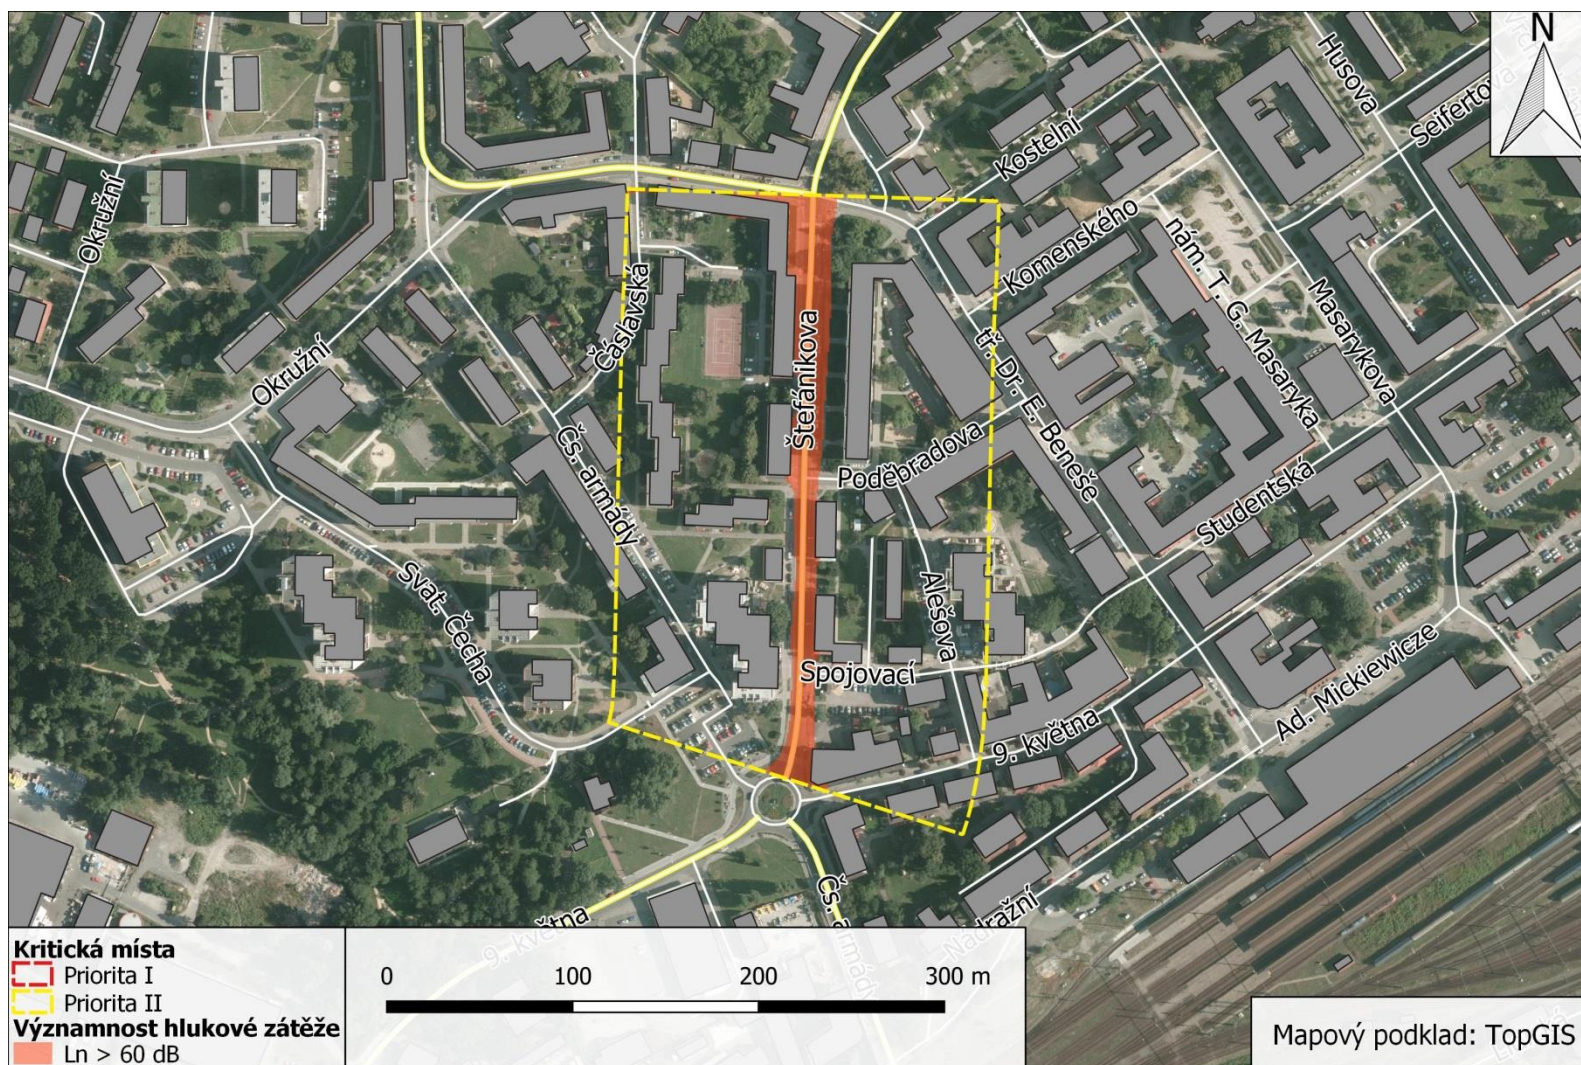 N
Husova
Seifertova
Kostelní
Komenského
Okružní
nám. T. G. Masaryka
Masarykova
Čáslavská
Štefánikova
Okružní
tř. Dr. E. Beneše
Poděbradova
Čs. armády
Studentská
Svat. Čecha
Alešova
Spojovací
Ad. Mickiewicze
9. května
9. května
Čs. armády
Nádražní
Kritická místa
Priorita I
Priorita II
Významnost hlukové zátěže
Ln > 60 dB
0 100 200 300 m
Mapový podklad: TopGIS